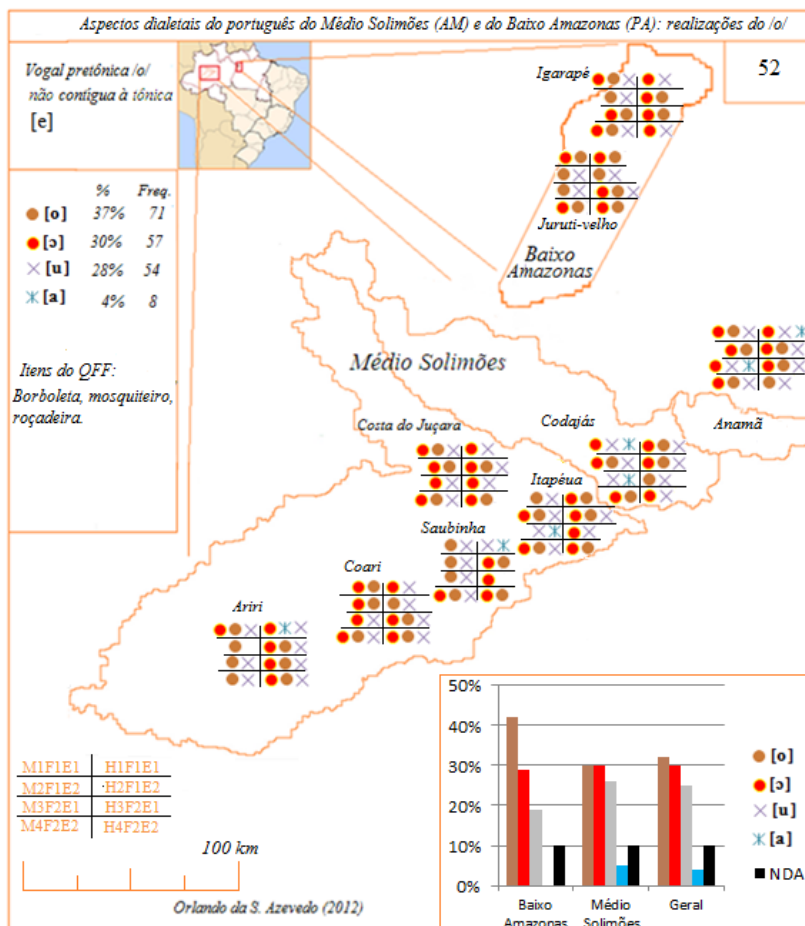 Aspectos dialetais do português do Médio Solimões (AM) e do Baixo Amazonas (PA): realizações do /o/
Vogal pretônica /o/
não contígua à tônica
[e]
52
% Freq.
[o] 37% 71
[ɔ] 30% 57
[u] 28% 54
[a] 4% 8
Itens do QFF:
Borboleta, mosquiteiro,
roçadeira.
Igarapé
Juruti-velho
Baixo
Amazonas
Médio Solimões
Costa do Juçara
Codajás
Anamã
Itapéua
Saubinha
Coari
Ariri
M1F1E1 H1F1E1
M2F1E2 H2F1E2
M3F2E1 H3F2E1
M4F2E2 H4F2E2
100 km
Orlando da S. Azevedo (2012)
50%
40%
30%
20%
10%
0%
Baixo
Amazonas
Médio
Solimões
Geral
[o]
[ɔ]
[u]
[a]
NDA